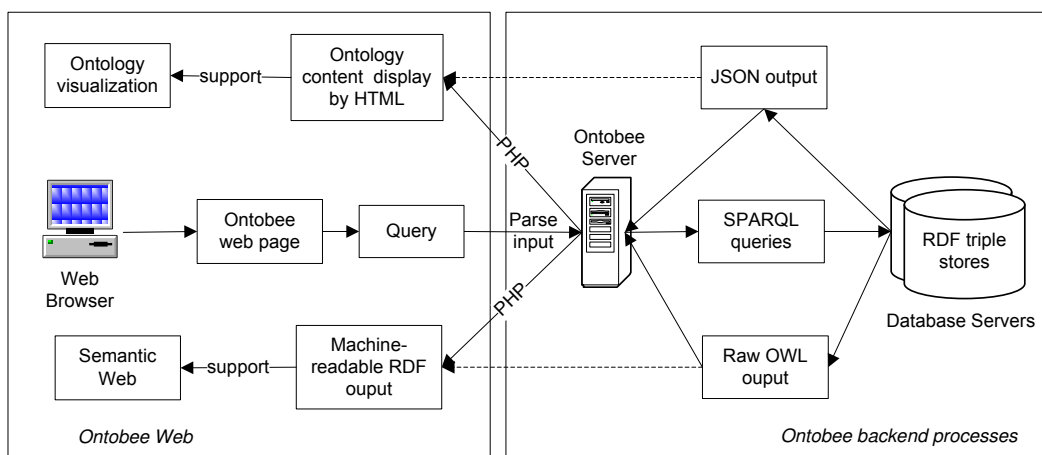 Ontology
visualization
support
Ontology
content display
by HTML
JSON output
PHP
Ontobee
Server
Web
Browser
Ontobee
web page
Query
Parse
input
SPARQL
queries
RDF triple
stores
Database Servers
PHP
Semantic
Web
support
Machine-
readable RDF
ouput
Raw OWL
ouput
Ontobee Web
Ontobee backend processes